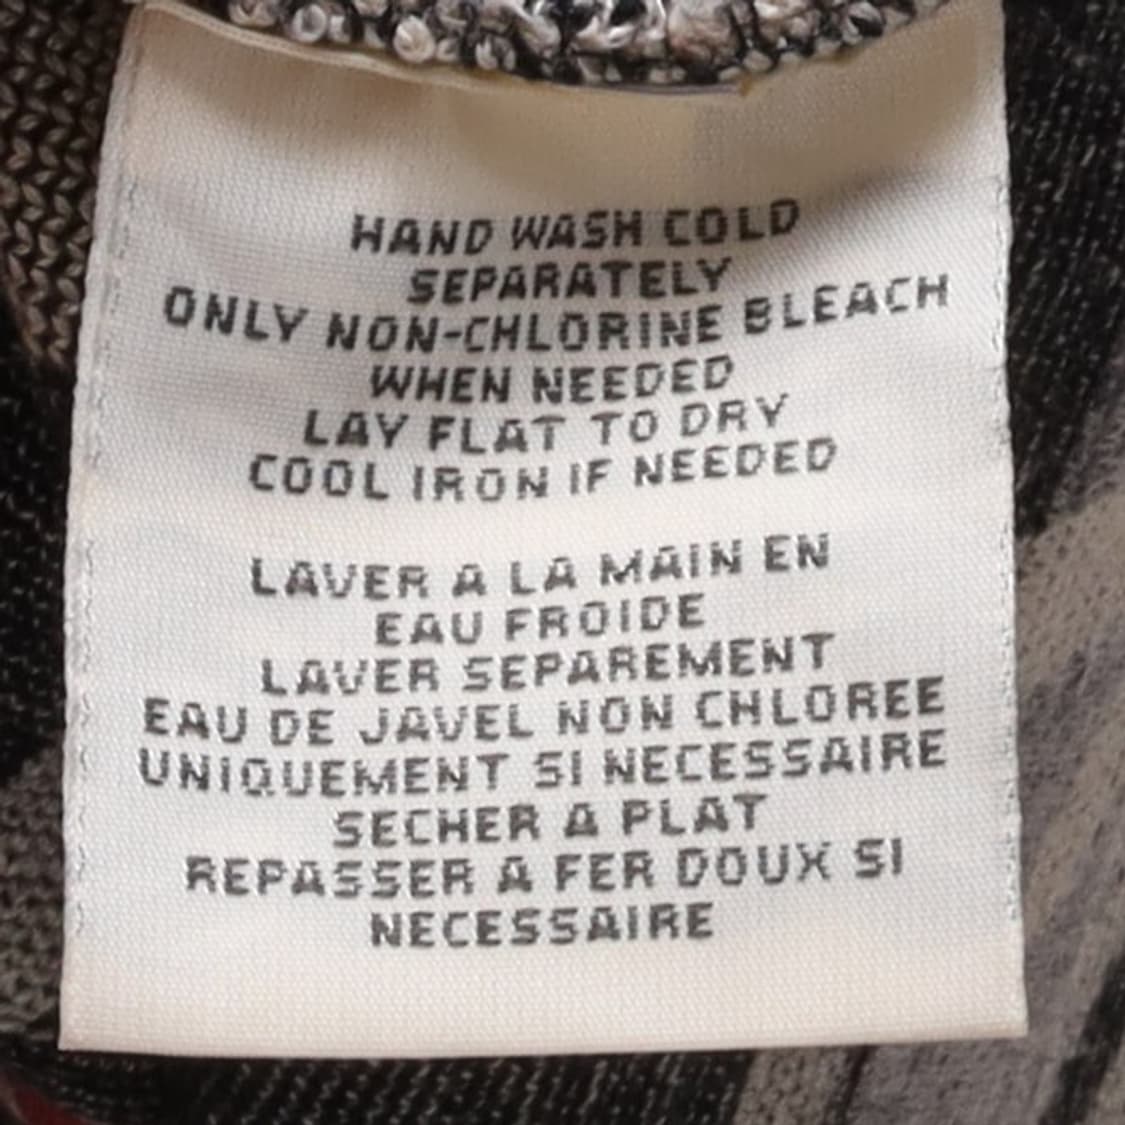 HAND WASH COLD
SEPARATELY
ONLY NON-CHLORINE BLEACH
WHEN NEEDED
LAY FLAT TO DRY
COOL IRON IF NEEDED
LAVER A LA MAIN EN
EAU FROIDE
LAVER SEPAREMENT
EAU DE JAVEL NON CHLOREE
UNIQUEMENT SI NECESSAIRE
SECHER A PLAT
REPASSER A FER DOUX SI
NECESSAIRE